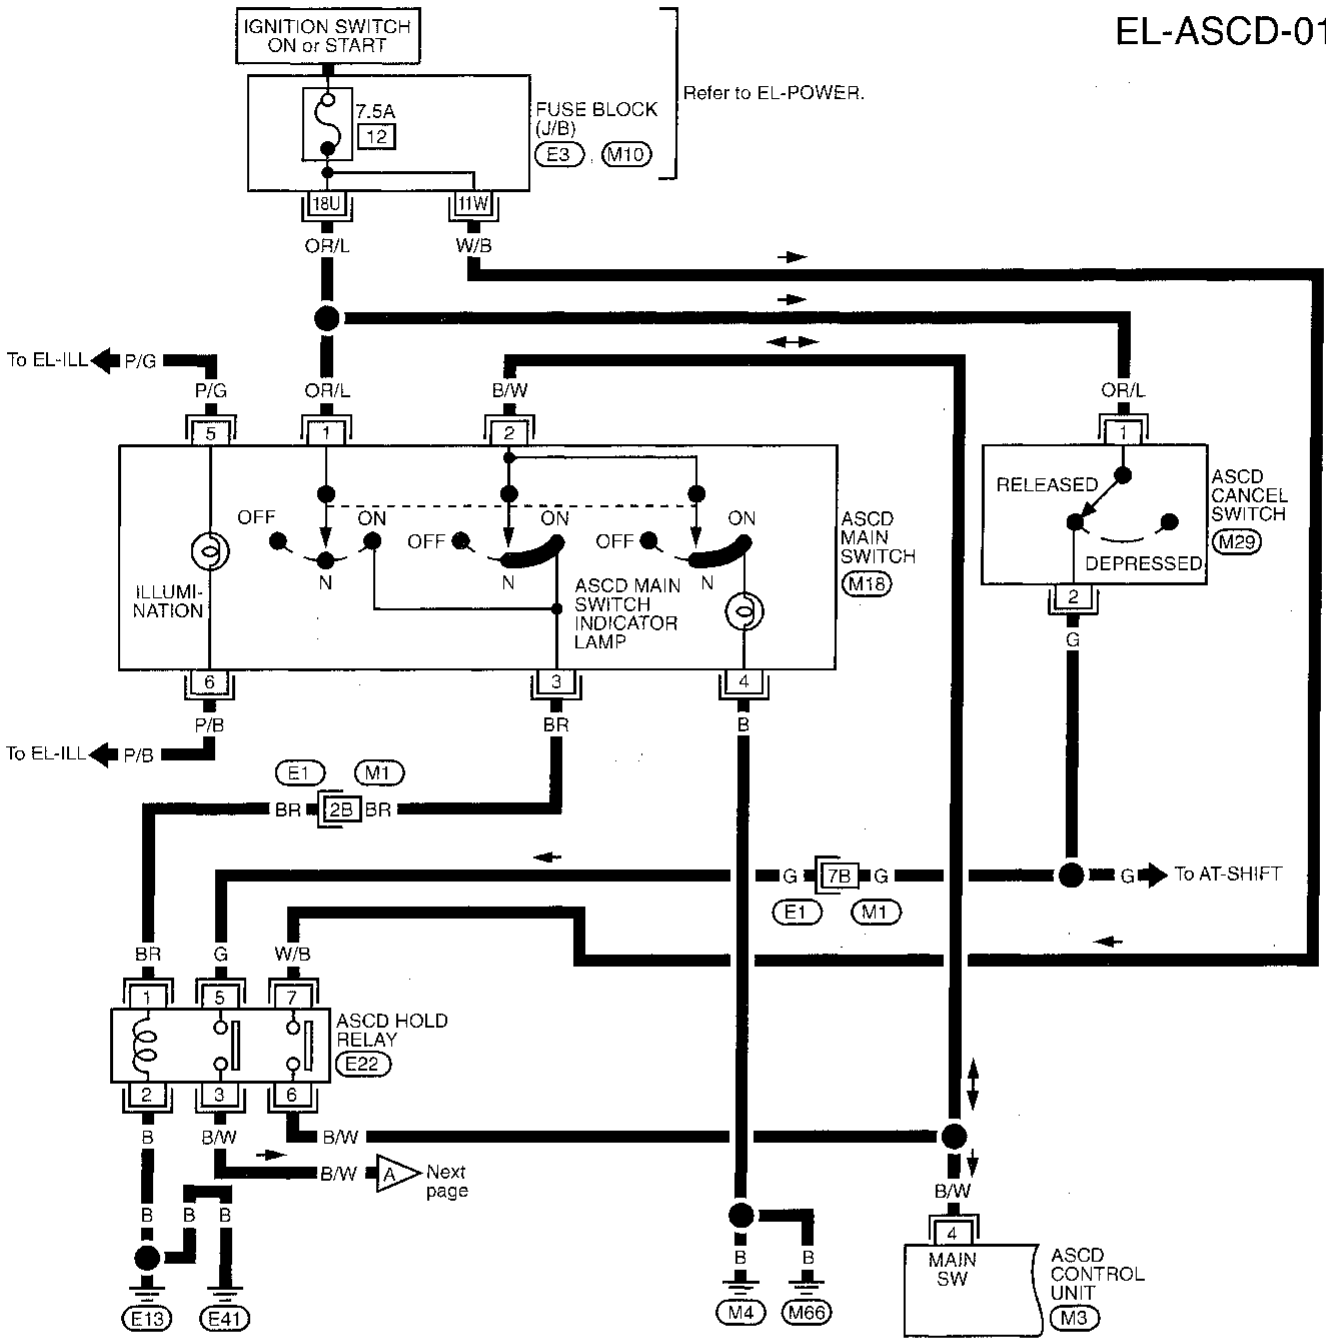 EL-ASCD-01
IGNITION SWITCH
ON or START
Refer to EL-POWER.
7.5A
12
FUSE BLOCK
(J/B)
E3 , M10
18U
11W
OR/L
W/B
To EL-ILL
P/G
P/G
OR/L
B/W
OR/L
5
1
2
1
RELEASED
DEPRESSED
ASCD
CANCEL
SWITCH
M29
OFF
ON
N
OFF
ON
N
OFF
ON
N
ASCD
MAIN
SWITCH
M18
ILLUMI-
NATION
ASCD MAIN
SWITCH
INDICATOR
LAMP
2
G
6
3
4
P/B
BR
B
To EL-ILL
P/B
E1
M1
BR
2B
BR
G
7B
G
G
To AT-SHIFT
E1
M1
BR
G
W/B
1
5
7
ASCD HOLD
RELAY
E22
2
3
6
B
B/W
B/W
B/W
A
Next
page
B
B
B
E13
E41
B
B
M4
M66
B/W
4
MAIN
SW
ASCD
CONTROL
UNIT
M3